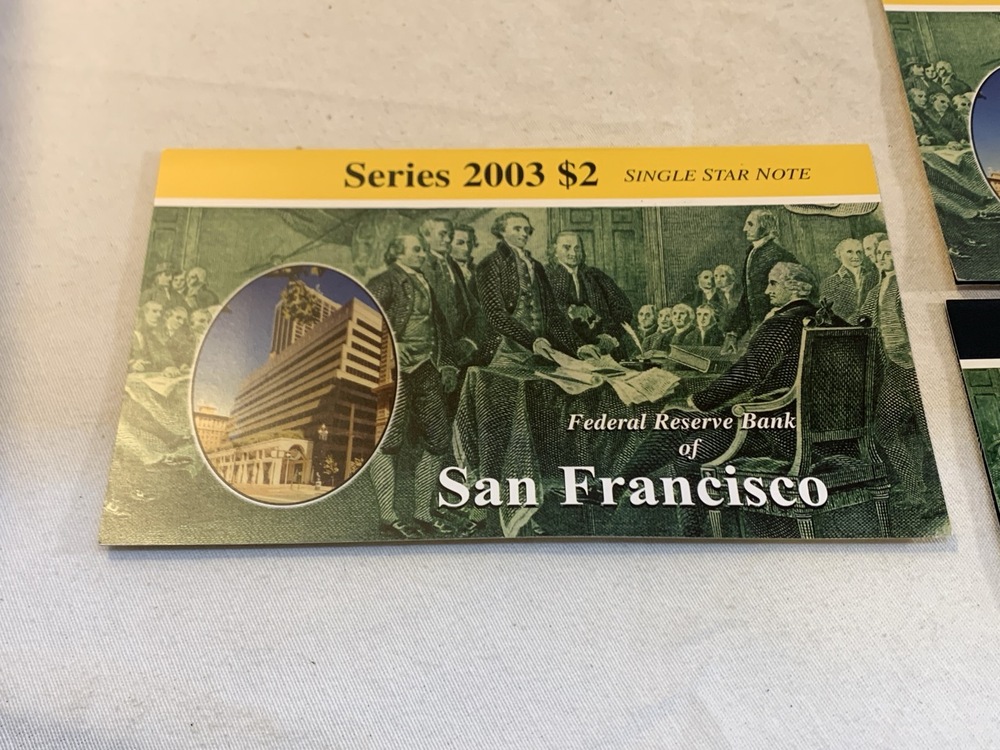 Series 2003 $2 SINGLE STAR NOTE
Federal Reserve Bank
of
San Francisco